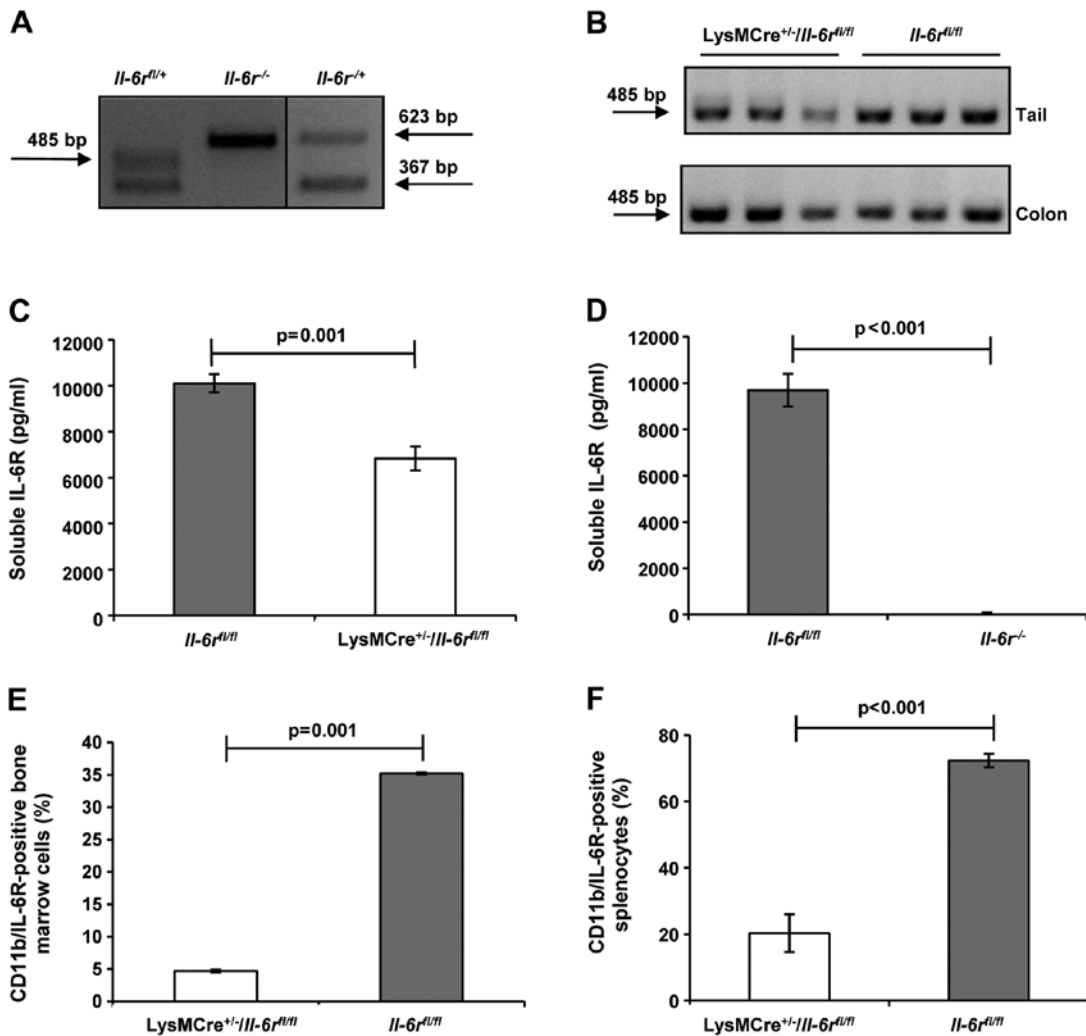 A
Il-6r^fl/+ Il-6r^-/- Il-6r^-/+
485 bp
623 bp
367 bp
B
LysMCre^+/-/Il-6r^fl/fl Il-6r^fl/fl
485 bp
Tail
485 bp
Colon
C
p=0.001
Soluble IL-6R (pg/ml)
12000
10000
8000
6000
4000
2000
0
Il-6r^fl/fl LysMCre^+/-/Il-6r^fl/fl
D
p<0.001
Soluble IL-6R (pg/ml)
12000
10000
8000
6000
4000
2000
0
Il-6r^fl/fl Il-6r^-/-
E
p=0.001
CD11b/IL-6R-positive bone
marrow cells (%)
40
35
30
25
20
15
10
5
0
LysMCre^+/-/Il-6r^fl/fl Il-6r^fl/fl
F
p<0.001
CD11b/IL-6R-positive
splenocytes (%)
80
60
40
20
0
LysMCre^+/-/Il-6r^fl/fl Il-6r^fl/fl